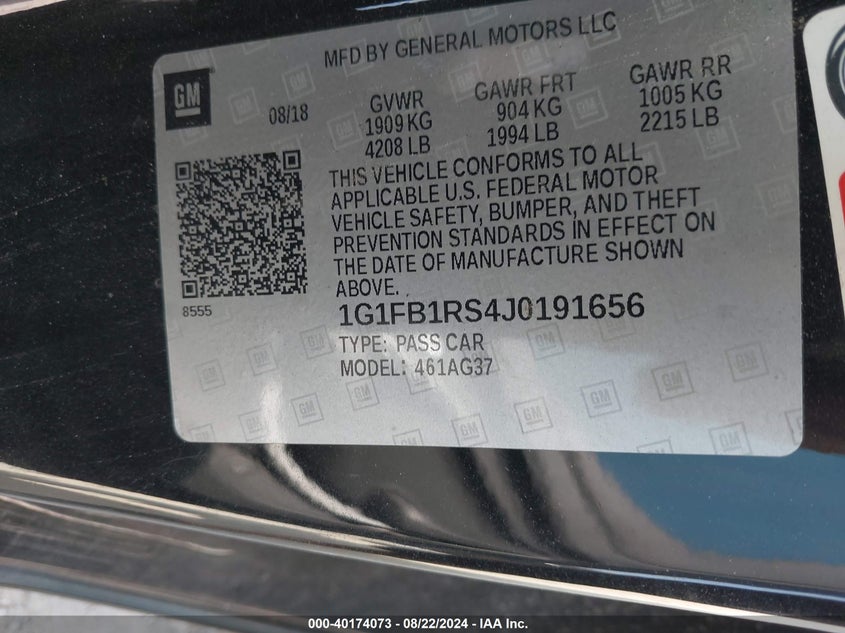 MFD BY GENERAL MOTORS LLC
GM
08/18
GVWR
1909 KG
4208 LB
GAWR FRT
904 KG
1994 LB
GAWR RR
1005 KG
2215 LB
THIS VEHICLE CONFORMS TO ALL
APPLICABLE U.S. FEDERAL MOTOR
VEHICLE SAFETY, BUMPER, AND THEFT
PREVENTION STANDARDS IN EFFECT ON
THE DATE OF MANUFACTURE SHOWN
ABOVE.
8555
1G1FB1RS4J0191656
TYPE: PASS CAR
MODEL: 461AG37
000-40174073 - 08/22/2024 - IAA Inc.